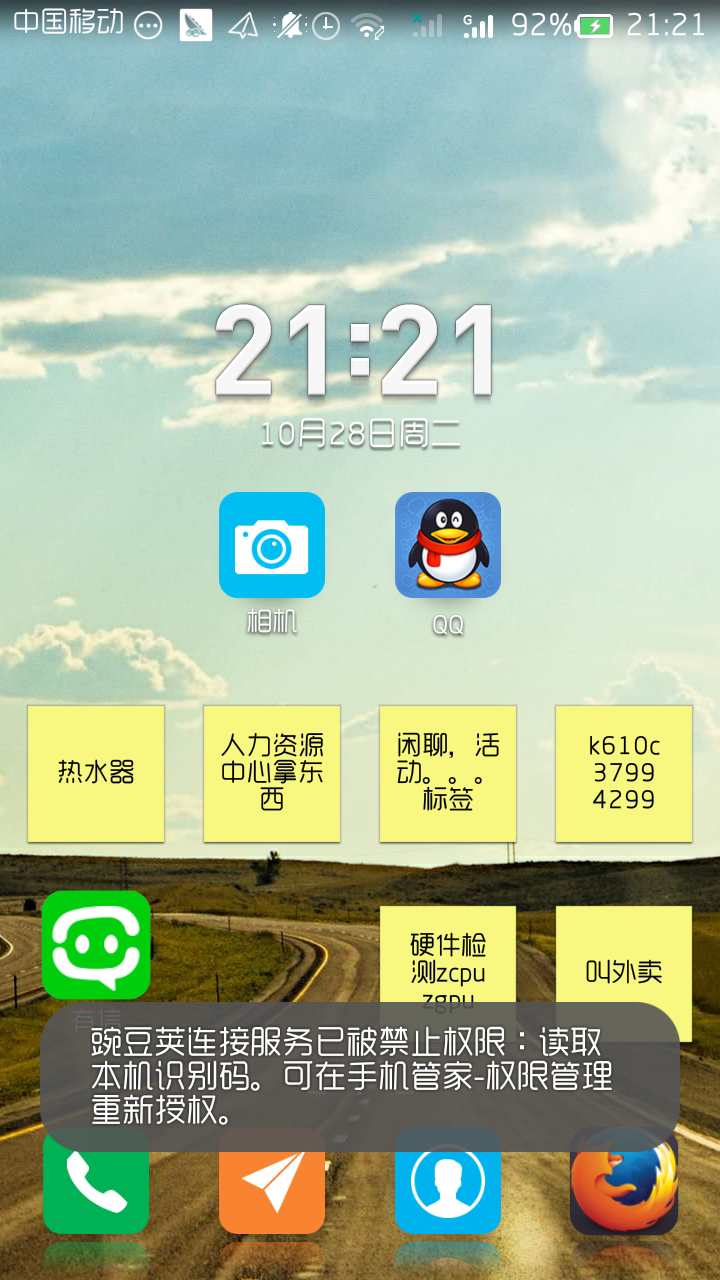 中国移动 G 92% 21:21
21:21
10月28日周二
相机 QQ
热水器
人力资源
中心拿东
西
闲聊，活
动。。。
标签
k610c
3799
4299
硬件检
测zcpu
zgpu
叫外卖
有信
豌豆荚连接服务已被禁止权限：读取
本机识别码。可在手机管家-权限管理
重新授权。